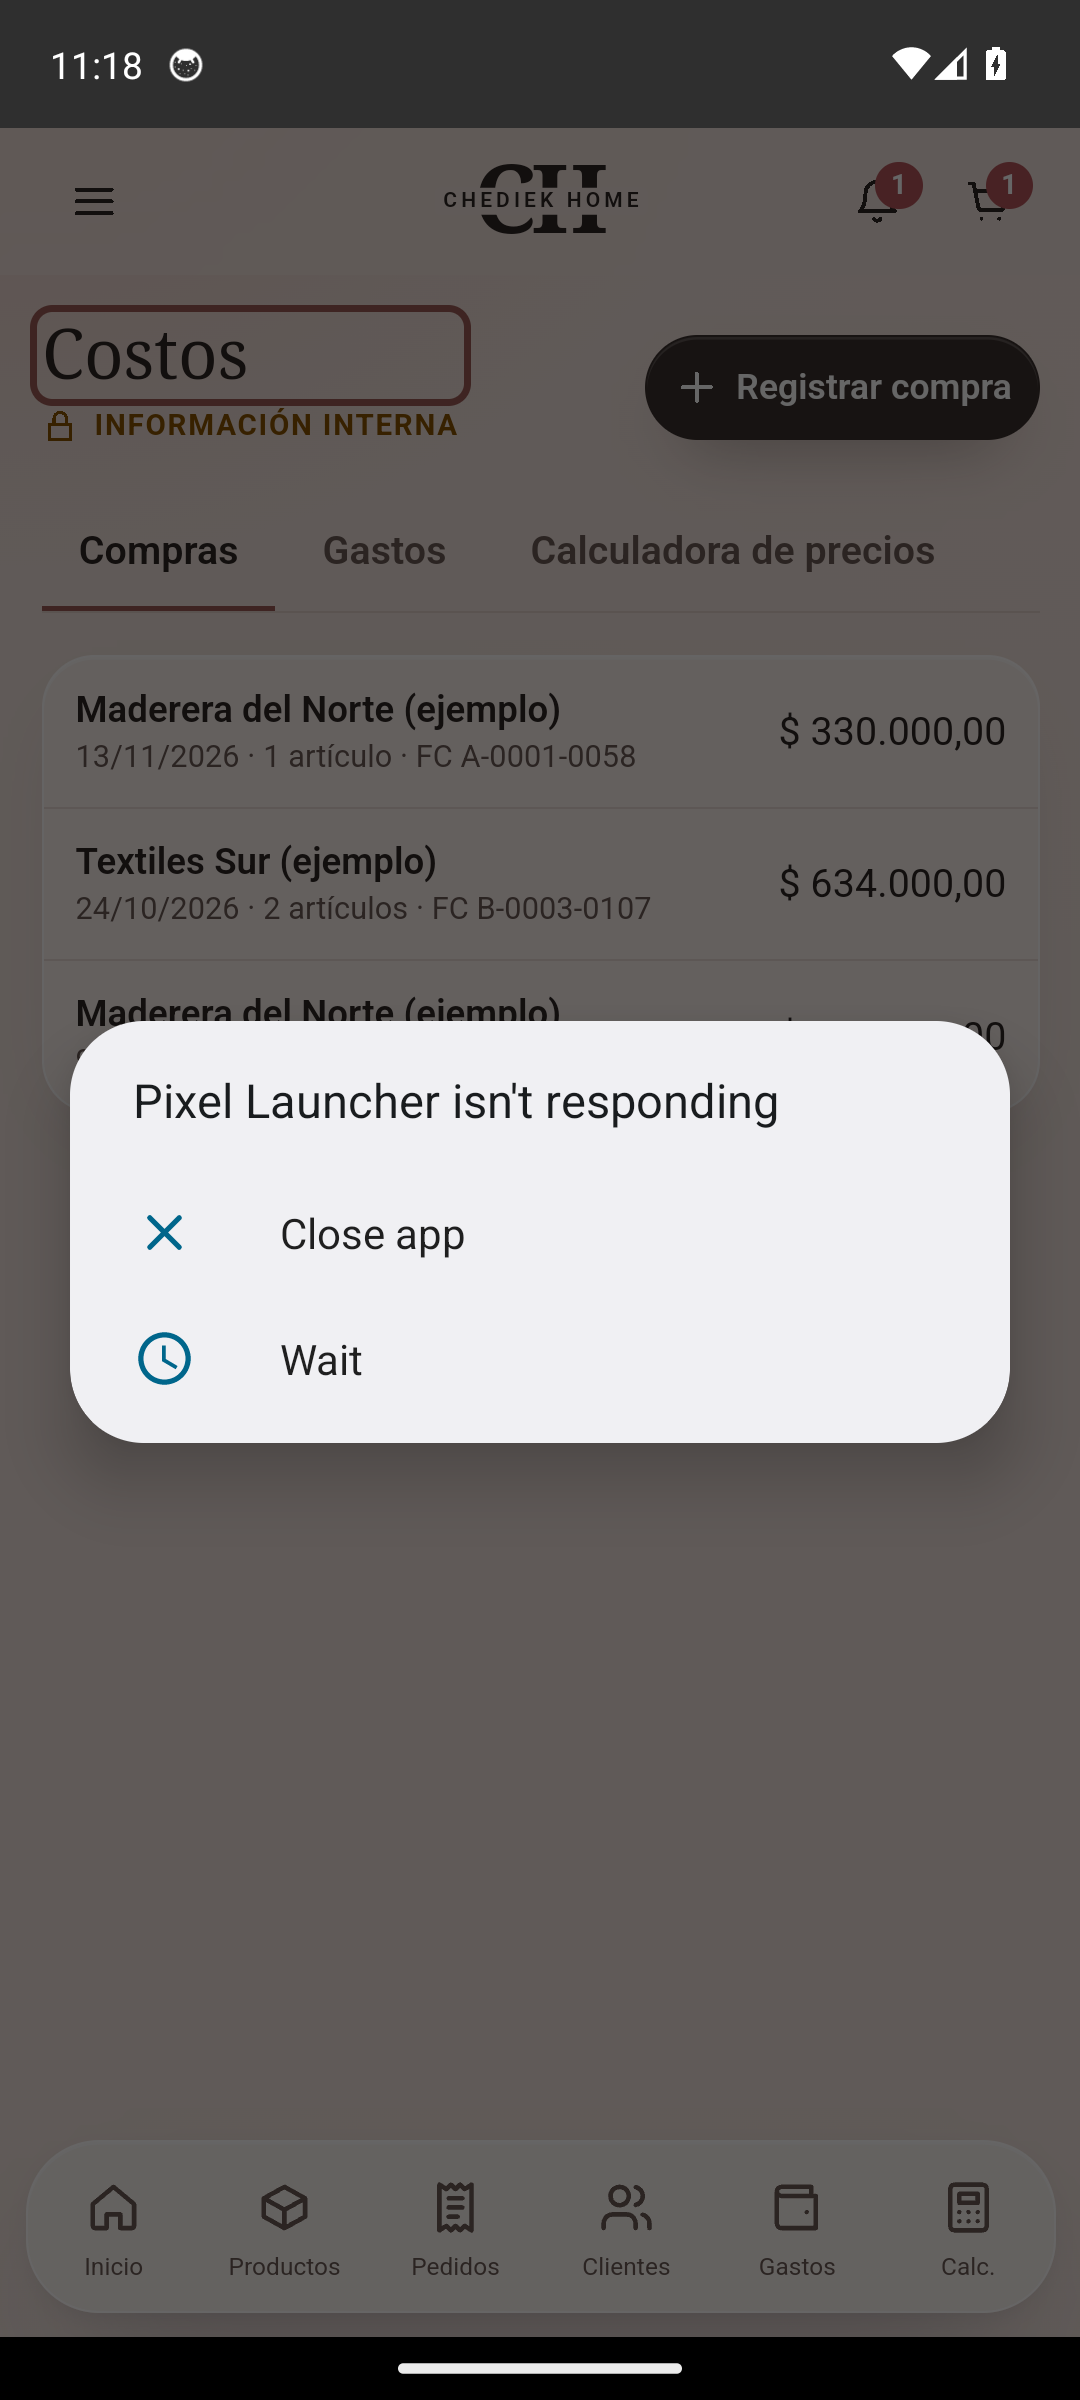 11:18
CH
CHEDIEK HOME
1
1
Costos
INFORMACIÓN INTERNA
Registrar compra
Compras
Gastos
Calculadora de precios
Maderera del Norte (ejemplo)
13/11/2026 · 1 artículo · FC A-0001-0058
$ 330.000,00
Textiles Sur (ejemplo)
24/10/2026 · 2 artículos · FC B-0003-0107
$ 634.000,00
Maderera del Norte (ejemplo)
Pixel Launcher isn't responding
Close app
Wait
Inicio
Productos
Pedidos
Clientes
Gastos
Calc.